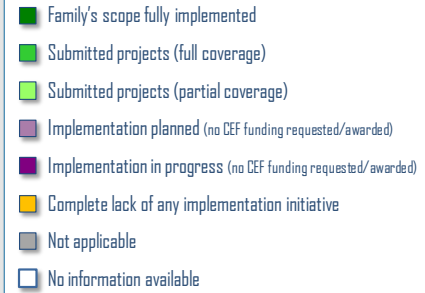 Family's scope fully implemented
Submitted projects (full coverage)
Submitted projects (partial coverage)
Implementation planned (no CEF funding requested/awarded)
Implementation in progress (no CEF funding requested/awarded)
Complete lack of any implementation initiative
Not applicable
No information available